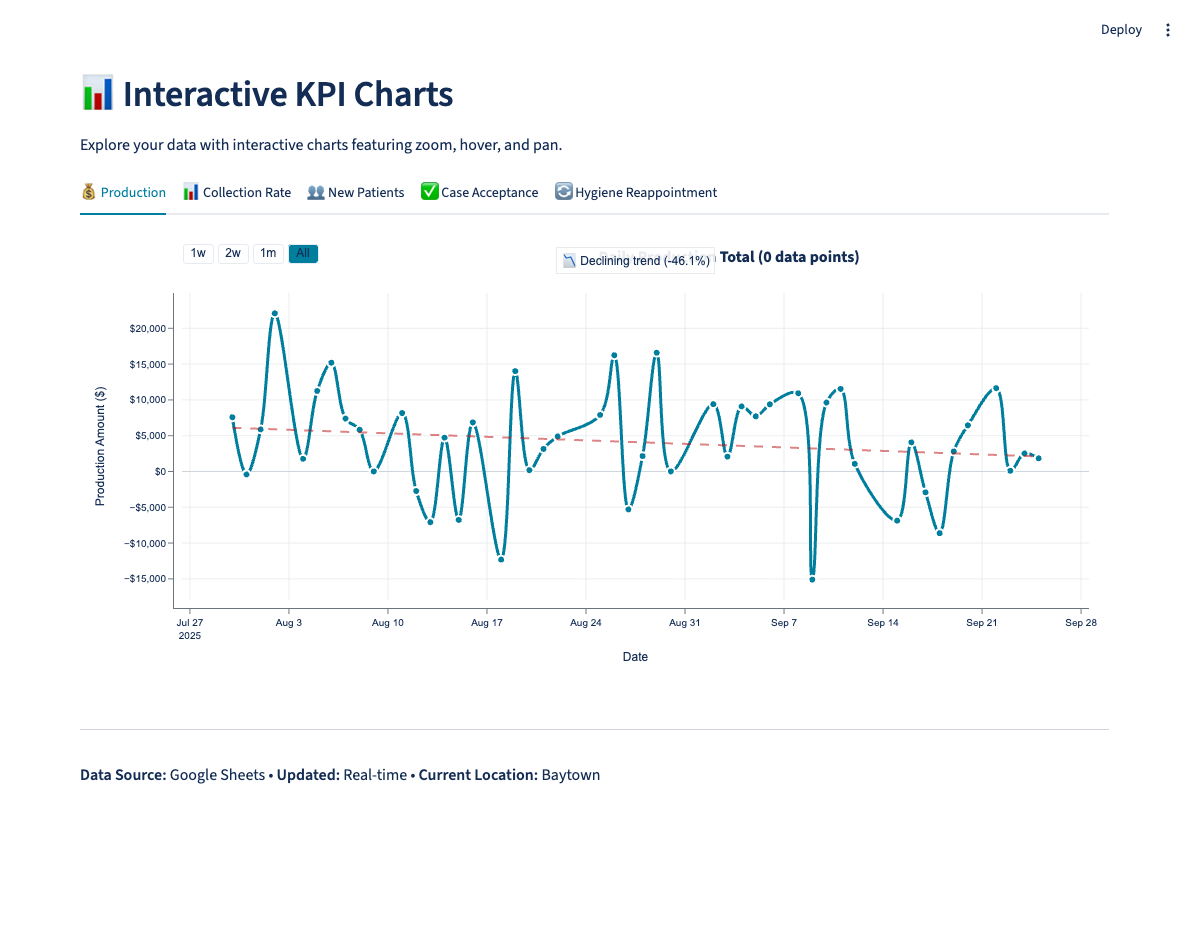 Deploy
📊 Interactive KPI Charts
Explore your data with interactive charts featuring zoom, hover, and pan.
💰 Production
📊 Collection Rate
👥 New Patients
✅ Case Acceptance
🔄 Hygiene Reappointment
1w
2w
1m
All
📉 Declining trend (-46.1%)
Total (0 data points)
Production Amount ($)
$20,000
$15,000
$10,000
$5,000
$0
−$5,000
−$10,000
−$15,000
Jul 27
2025
Aug 3
Aug 10
Aug 17
Aug 24
Aug 31
Sep 7
Sep 14
Sep 21
Sep 28
Date
Data Source: Google Sheets • Updated: Real-time • Current Location: Baytown